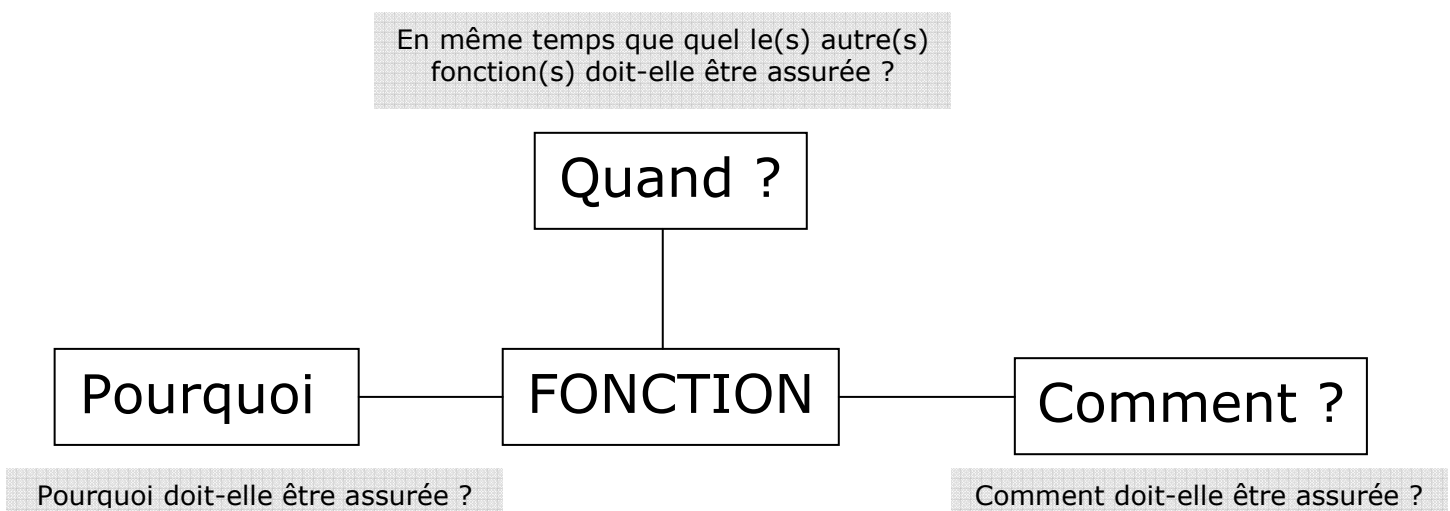 En même temps que quel le(s) autre(s)
fonction(s) doit-elle être assurée ?
Quand ?
Pourquoi
FONCTION
Comment ?
Pourquoi doit-elle être assurée ?
Comment doit-elle être assurée ?